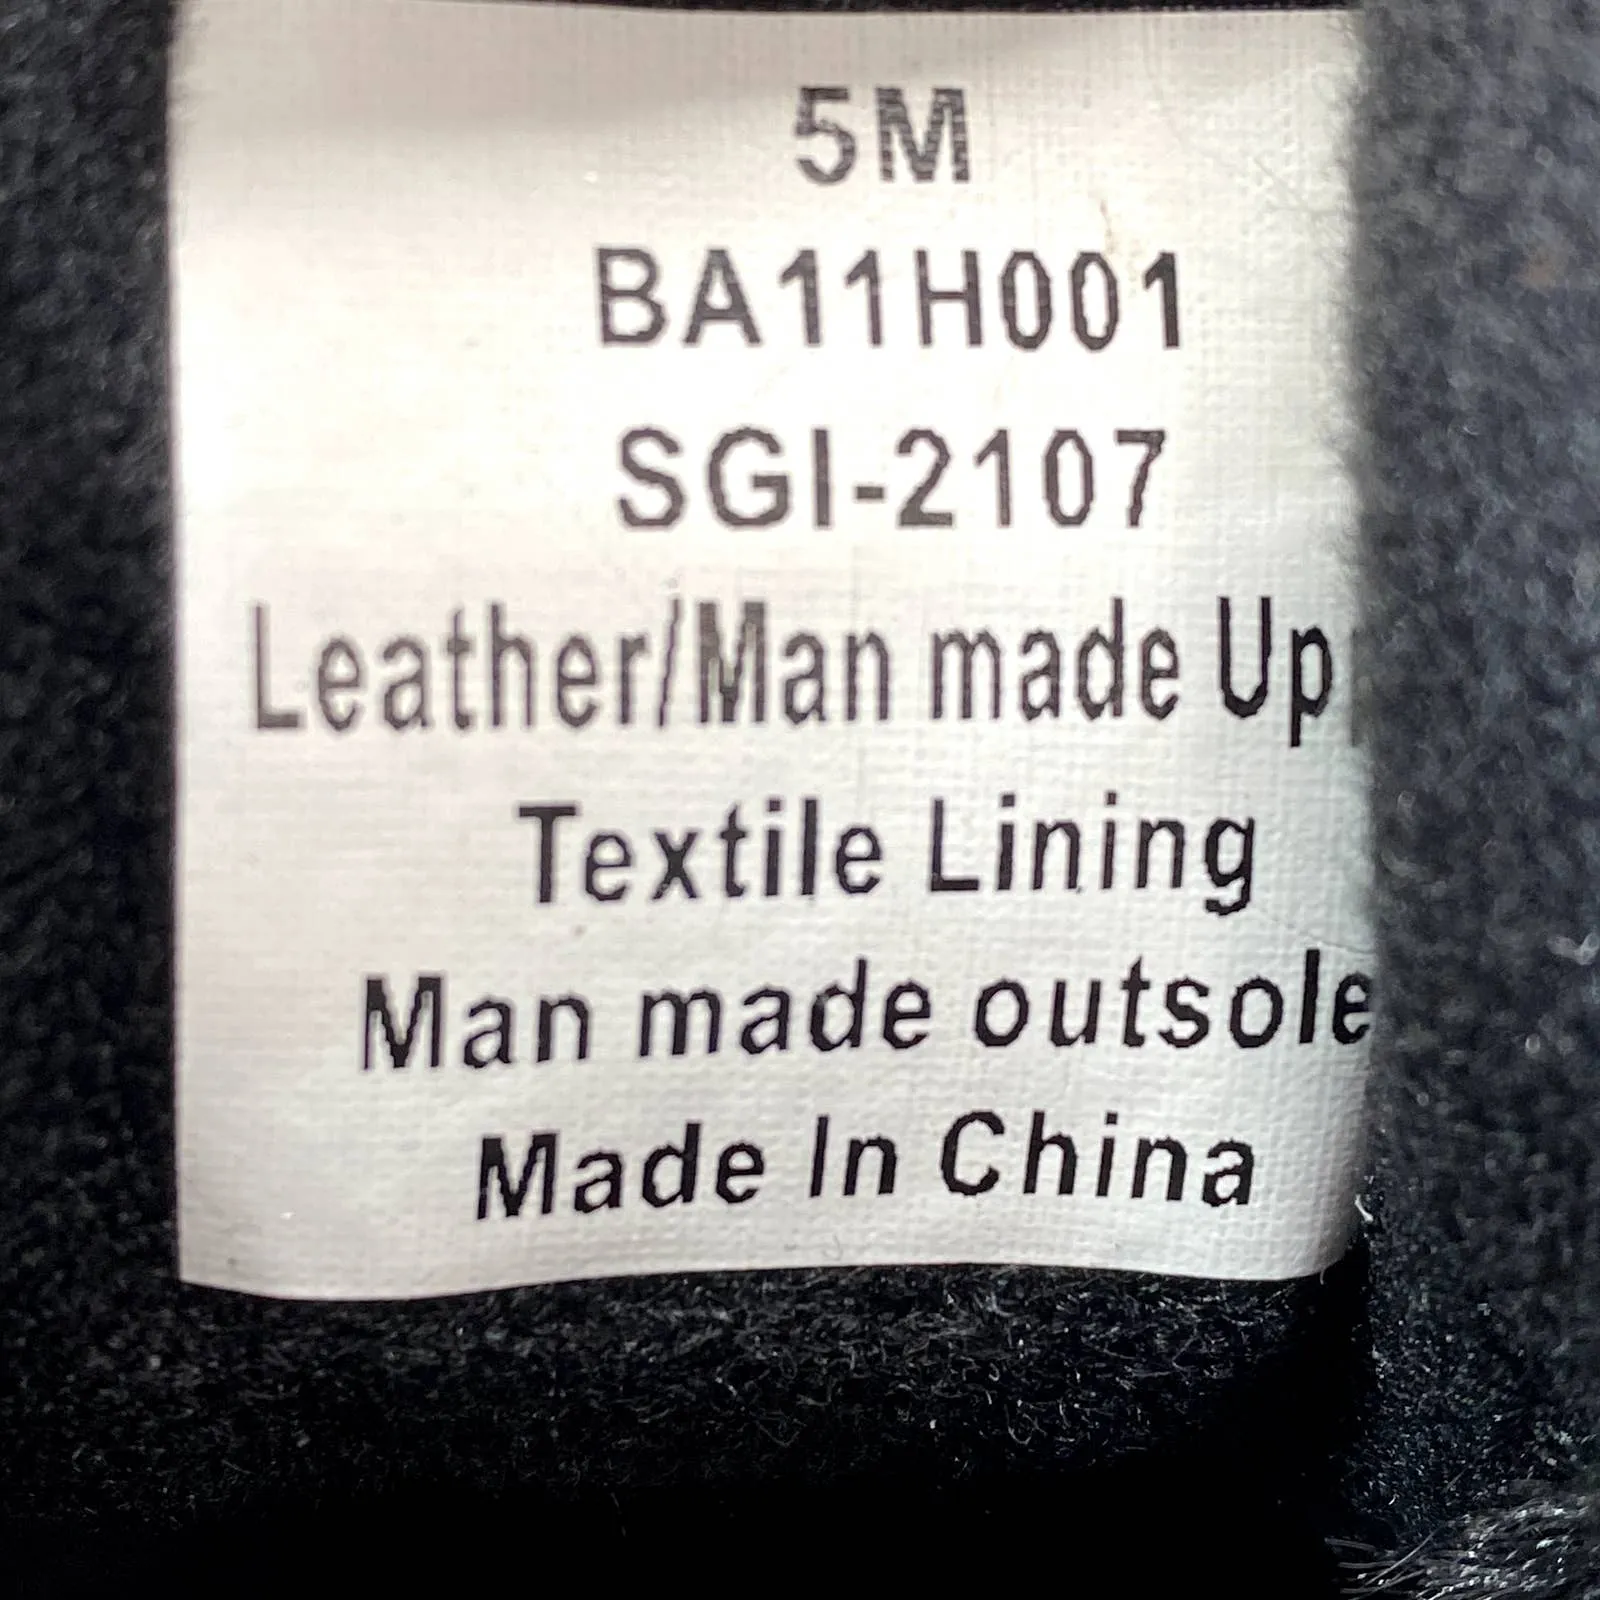 5M
BA11H001
SGI-2107
Leather/Man made Up
Textile Lining
Man made outsole
Made In China